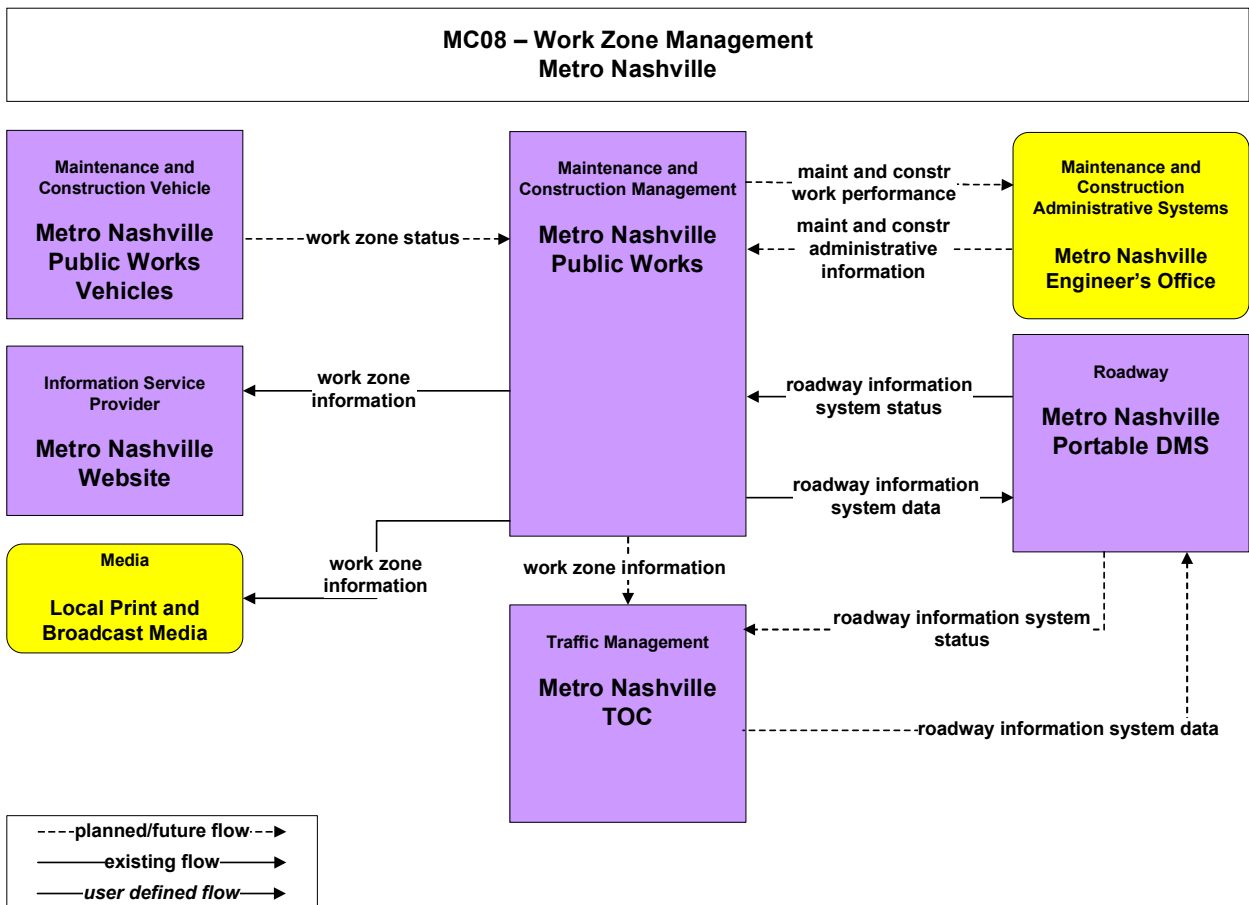 MC08 – Work Zone Management
Metro Nashville
Maintenance and
Construction Vehicle
Metro Nashville
Public Works
Vehicles
work zone status
Maintenance and
Construction Management
Metro Nashville
Public Works
maint and constr
work performance
maint and constr
administrative
information
Maintenance and
Construction
Administrative Systems
Metro Nashville
Engineer's Office
Information Service
Provider
Metro Nashville
Website
work zone
information
roadway information
system status
roadway information
system data
Roadway
Metro Nashville
Portable DMS
Media
Local Print and
Broadcast Media
work zone
information
work zone information
Traffic Management
Metro Nashville
TOC
roadway information system
status
roadway information system data
planned/future flow
existing flow
user defined flow